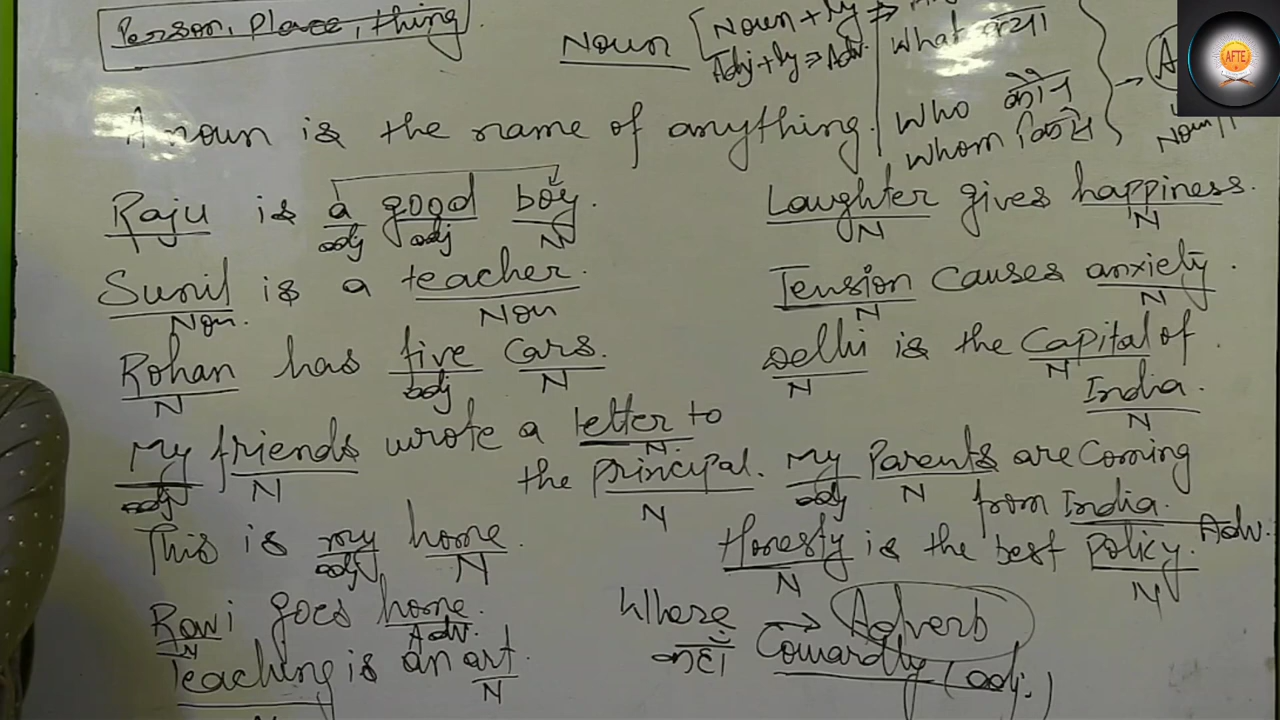 Person, Place, thing
Noun
Noun + ly ⇒
Adj + ly ⇒ Adv.
What क्या
Who कौन
Whom किसे
Noun
AFTE
A noun is the name of anything.
Raju is a good boy.
adj adj N
Sunil is a teacher.
Noun. Noun
Rohan has five cars.
N adj N
My friends wrote a letter to
adj N N
the principal.
N
This is my home.
adj N
Ravi goes home.
N Adv.
Teaching is an art.
N N
Laughter gives happiness.
N N
Tension causes anxiety.
N N
Delhi is the capital of
N N
India.
N
My Parents are coming
adj N
from India.
Adv.
Honesty is the best policy.
N N
Where → Adverb
कहाँ
Cowardly (adj.)